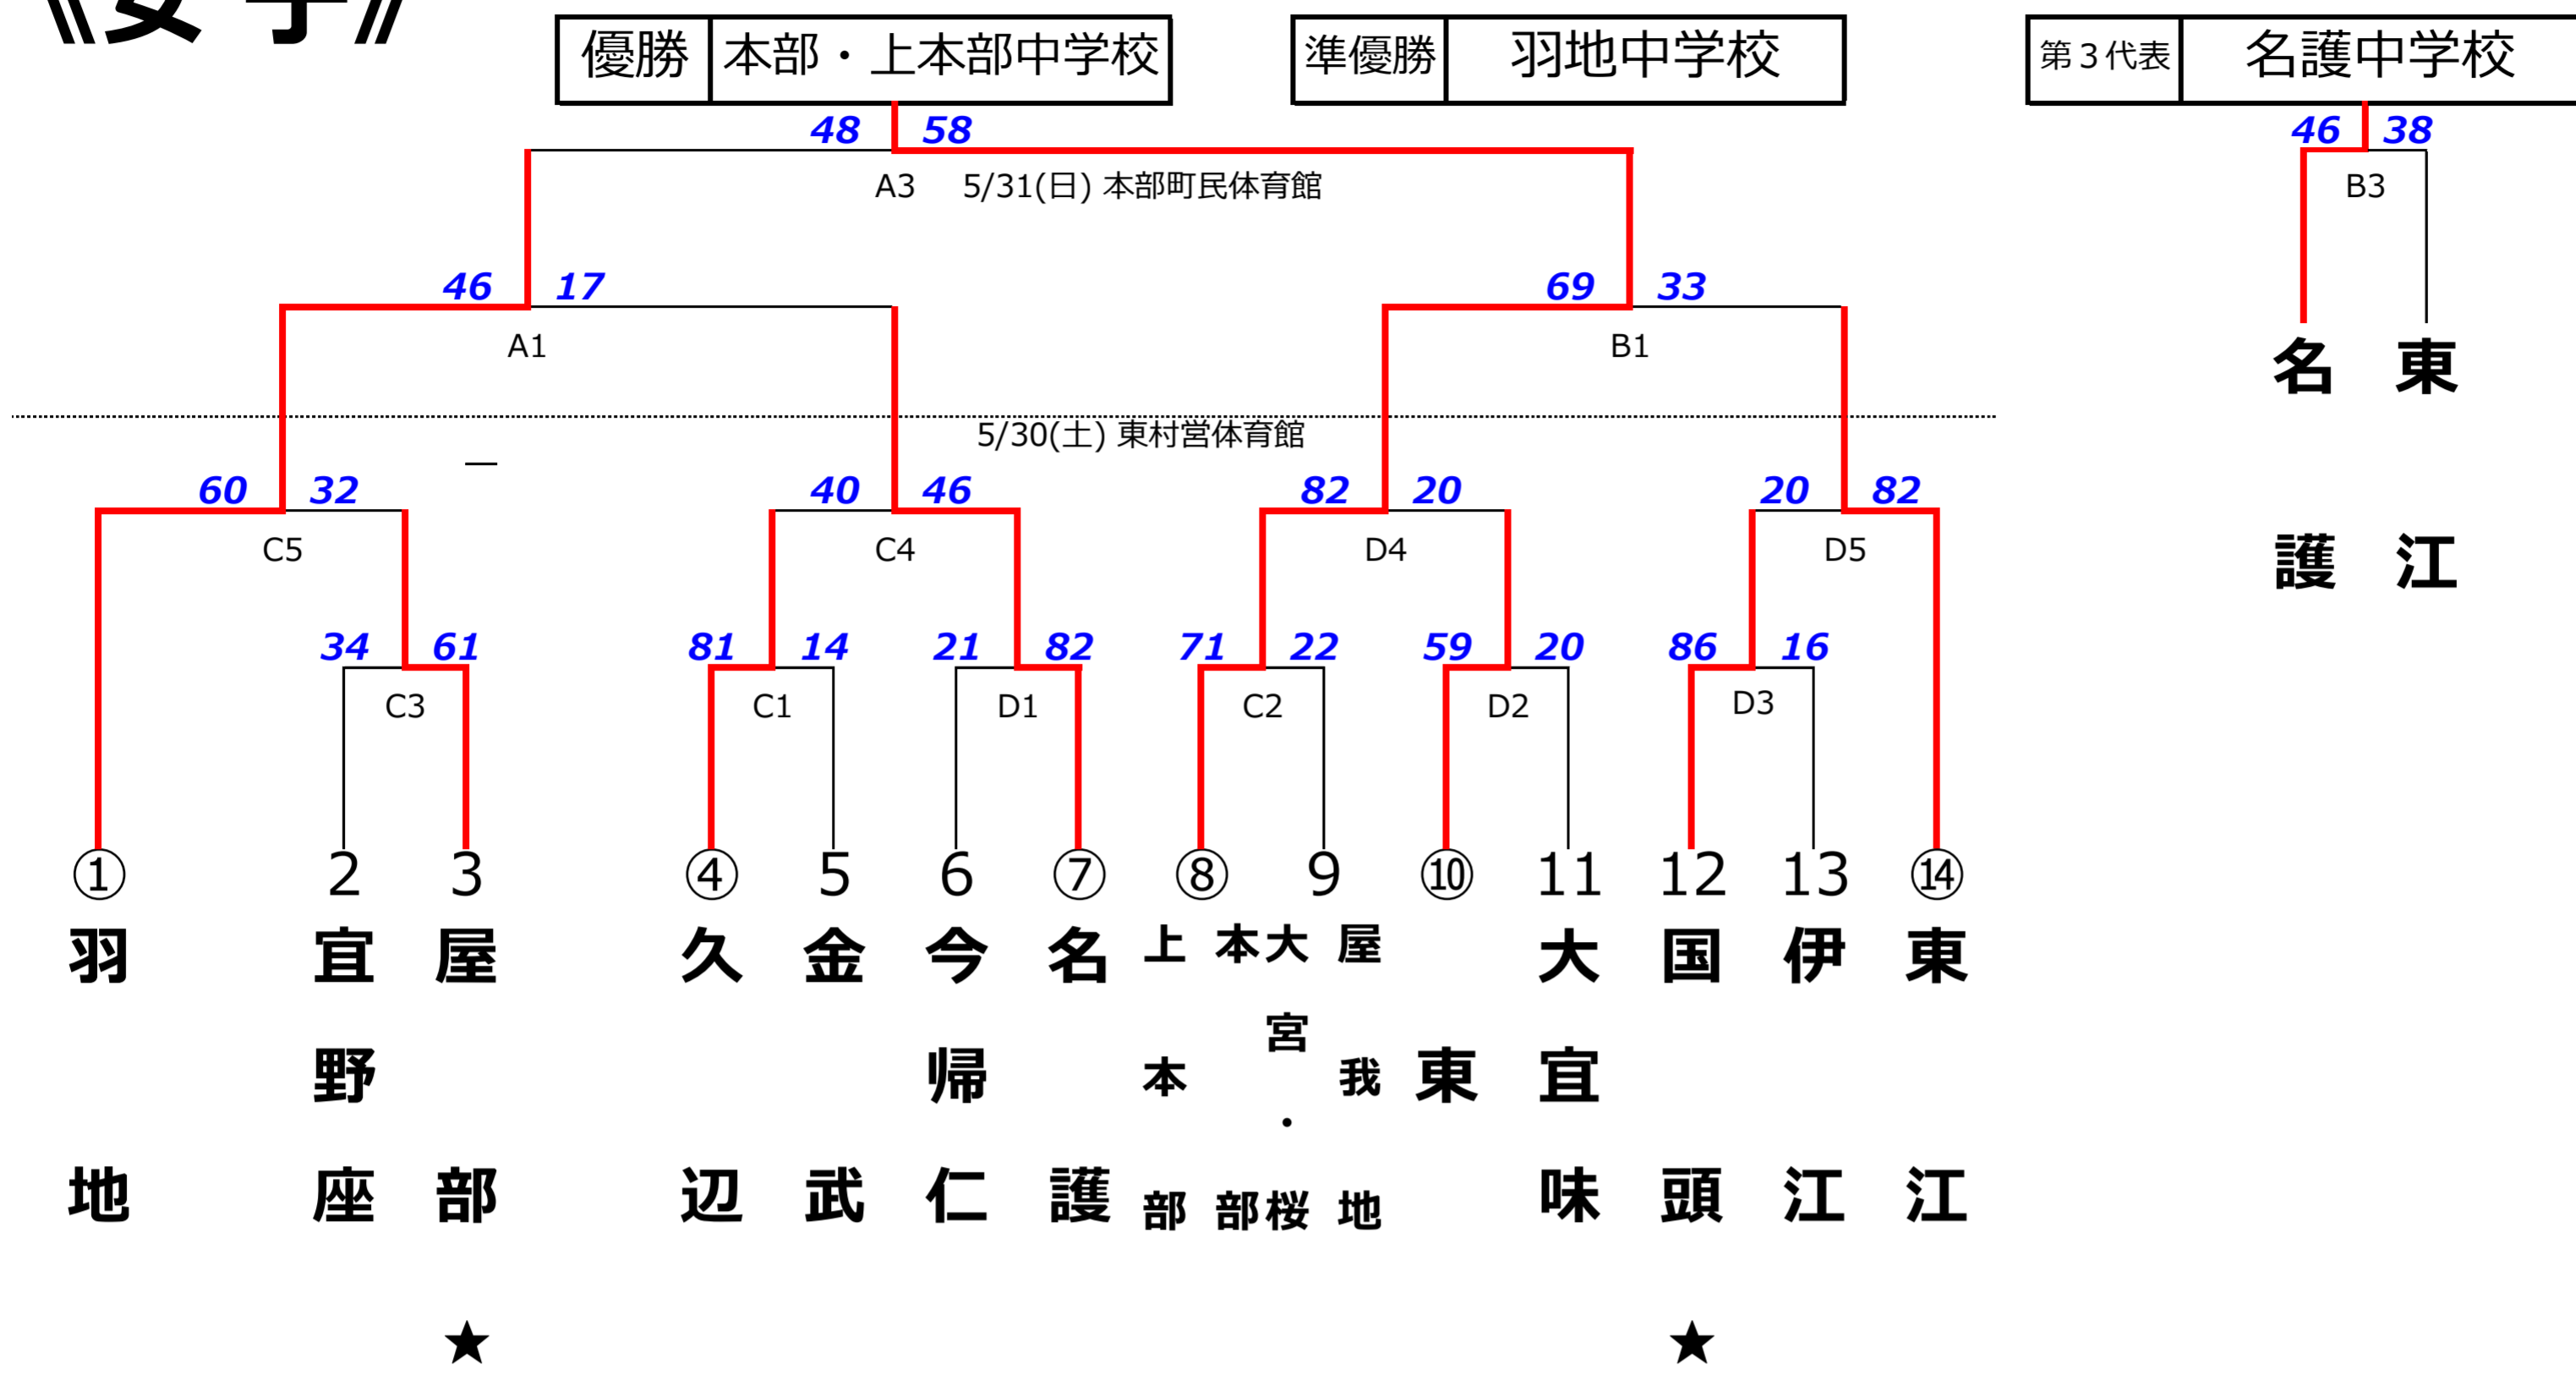 《女子》
優勝 本部・上本部中学校 準優勝 羽地中学校 第３代表 名護中学校
48 58 46 38
A3 5/31(日) 本部町民体育館 B3
46 17 69 33
A1 B1
名護 東江
5/30(土) 東村営体育館
60 32 40 46 82 20 20 82
C5 C4 D4 D5
34 61 81 14 21 82 71 22 59 20 86 16
C3 C1 D1 C2 D2 D3
① 2 3 ④ 5 6 ⑦ ⑧ 9 ⑩ 11 12 13 ⑭
羽地
宜野座
屋部
久辺
金武
今帰仁
名護
上本部
本部
大宮・桜
屋我地
東
大宜味
国頭
伊江
東江
★ ★